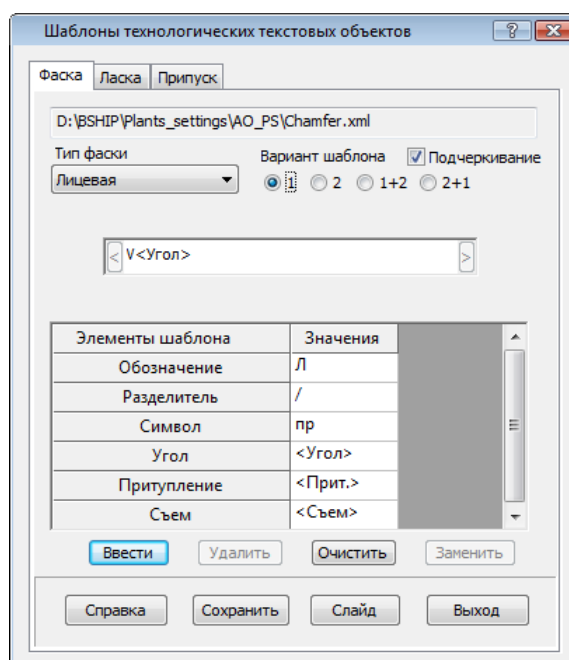 Шаблоны технологических текстовых объектов
Фаска Ласка Припуск
D:\BSHIP\Plants_settings\AO_PS\Chamfer.xml
Тип фаски Вариант шаблона Подчеркивание
Лицевая 1 2 1+2 2+1
< V<Угол> >
Элементы шаблона Значения
Обозначение Л
Разделитель /
Символ пр
Угол <Угол>
Притупление <Прит.>
Съем <Съем>
Ввести Удалить Очистить Заменить
Справка Сохранить Слайд Выход